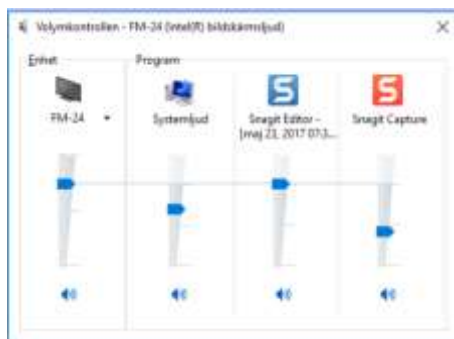 Volymkontrollen - FM-24 (Intel(R) bildskärmsljud)
Enhet
Program
FM-24
Systemljud
Snagit Editor -
[maj 23, 2017 07:3...
Snagit Capture